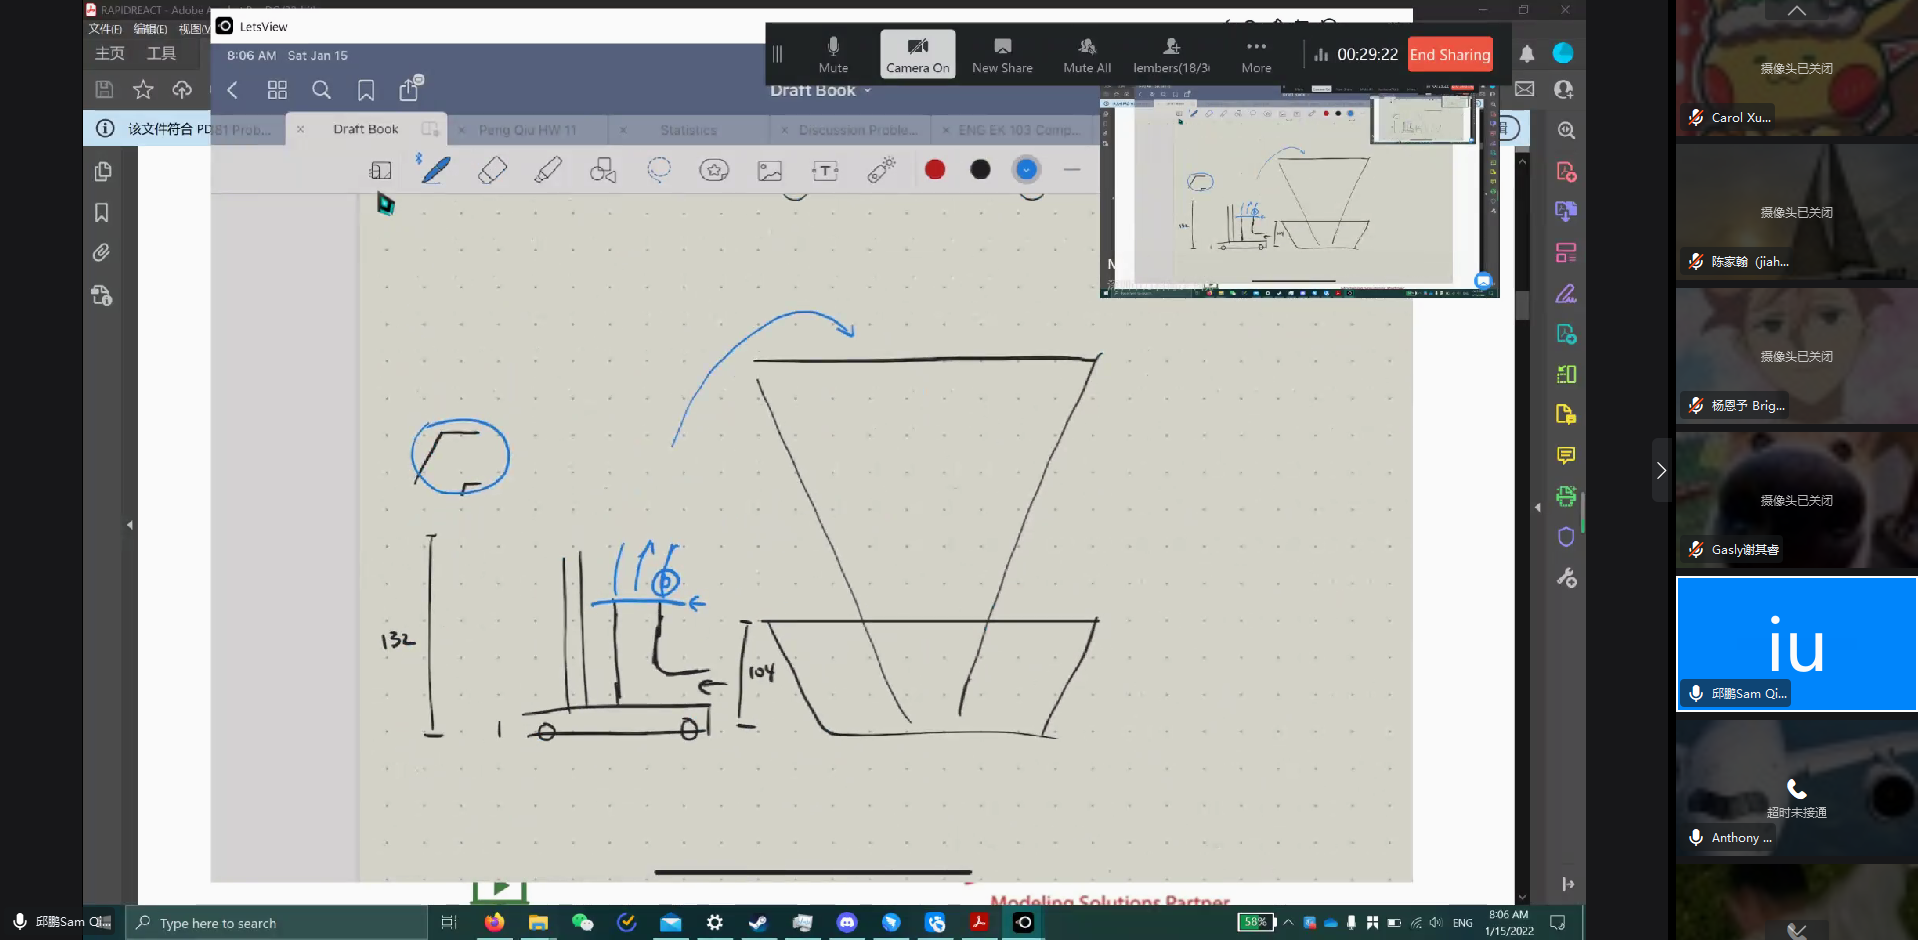 RAPIDREACT - Adobe
文件(F) 编辑(E) 视图(V)
主页 工具
该文件符合 PD
LetsView
8:06 AM Sat Jan 15
Mute
Camera On
New Share
Mute All
lembers(18/3
More
00:29:22
End Sharing
Draft Book
81 Prob...
Draft Book
Peng Qiu HW 11
Statistics
Discussion Proble...
ENG EK 103 Comp...
132
104
Modeling Solutions Partner
摄像头已关闭
Carol Xu...
摄像头已关闭
陈家翰（jiah...
摄像头已关闭
杨恩予 Brig...
摄像头已关闭
Gasly谢其睿
iu
邱鹏Sam Qi...
超时未接通
Anthony ...
邱鹏Sam Qi
Type here to search
58%
ENG
8:06 AM
1/15/2022